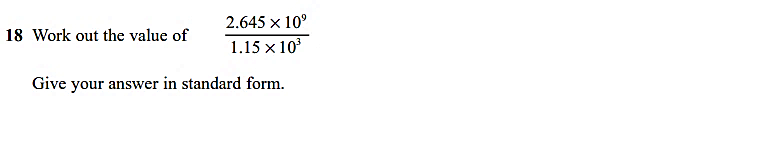 18 Work out the value of 2.645 × 10⁹
1.15 × 10³
Give your answer in standard form.